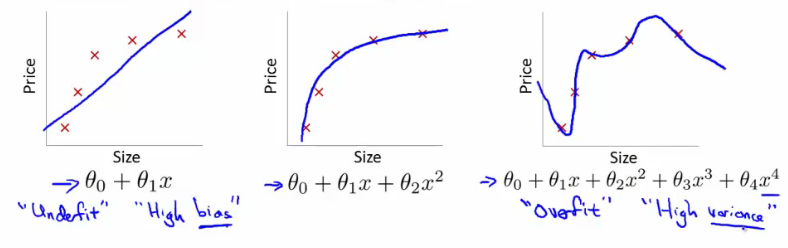 Price
Size
Price
Size
Price
Size
→ θ₀ + θ₁x
→ θ₀ + θ₁x + θ₂x²
→ θ₀ + θ₁x + θ₂x² + θ₃x³ + θ₄x⁴
"Underfit" "High bias"
"Overfit" "High variance"